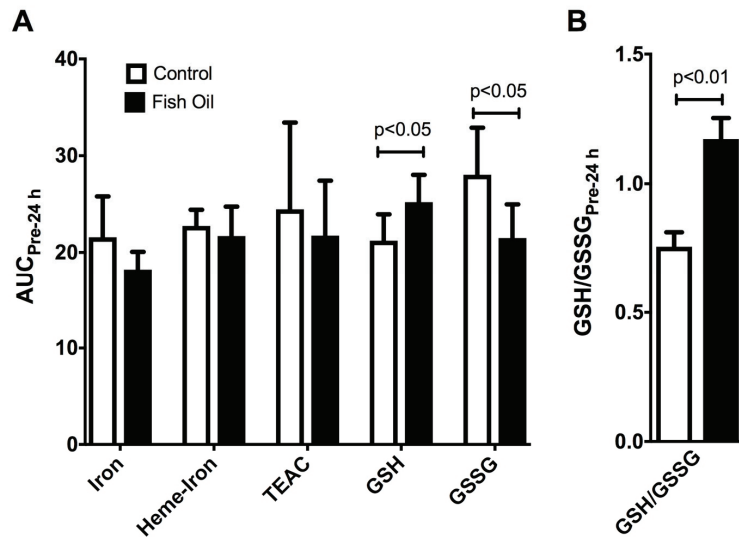 A
AUC Pre-24 h
40
30
20
10
0
Control
Fish Oil
p<0.05
p<0.05
Iron
Heme-Iron
TEAC
GSH
GSSG
B
GSH/GSSG Pre-24 h
1.5
1.0
0.5
0.0
p<0.01
GSH/GSSG